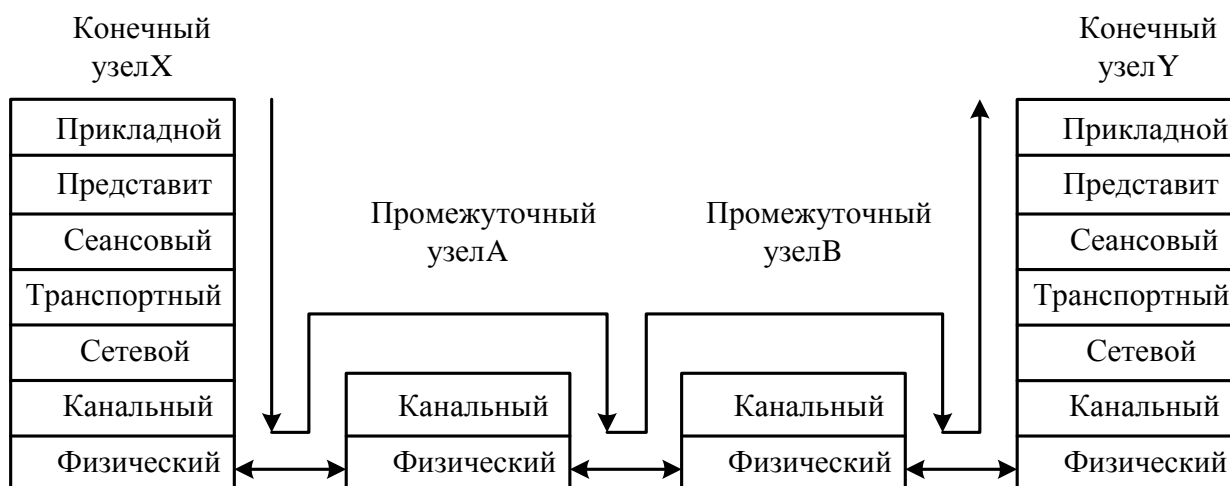 Конечный
узелX
Прикладной
Представит
Сеансовый
Транспортный
Сетевой
Канальный
Физический
Промежуточный
узелA
Канальный
Физический
Промежуточный
узелB
Канальный
Физический
Конечный
узелY
Прикладной
Представит
Сеансовый
Транспортный
Сетевой
Канальный
Физический